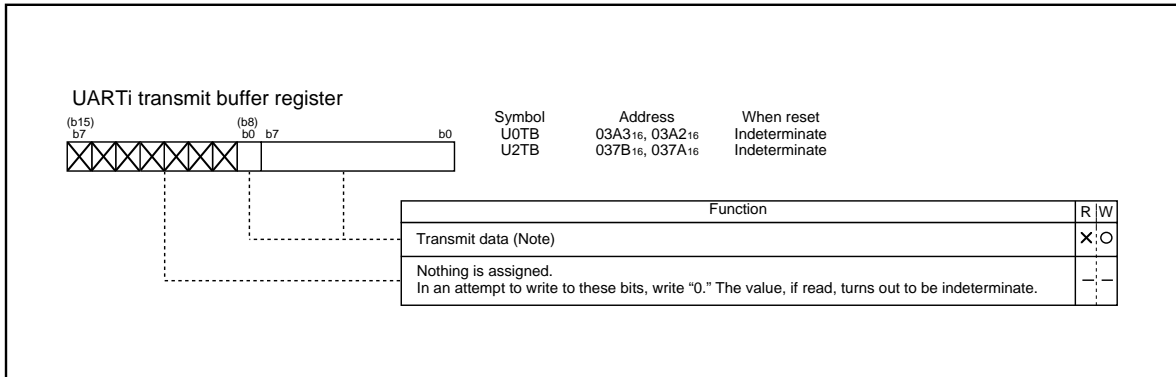 UARTi transmit buffer register
(b15) (b8)
b7 b0 b7 b0
Symbol Address When reset
U0TB 03A3₁₆, 03A2₁₆ Indeterminate
U2TB 037B₁₆, 037A₁₆ Indeterminate
Function R W
Transmit data (Note) × ○
Nothing is assigned.
In an attempt to write to these bits, write “0.” The value, if read, turns out to be indeterminate. – –